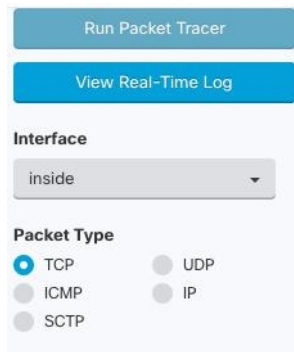 Run Packet Tracer
View Real-Time Log
Interface
inside
Packet Type
TCP UDP
ICMP IP
SCTP